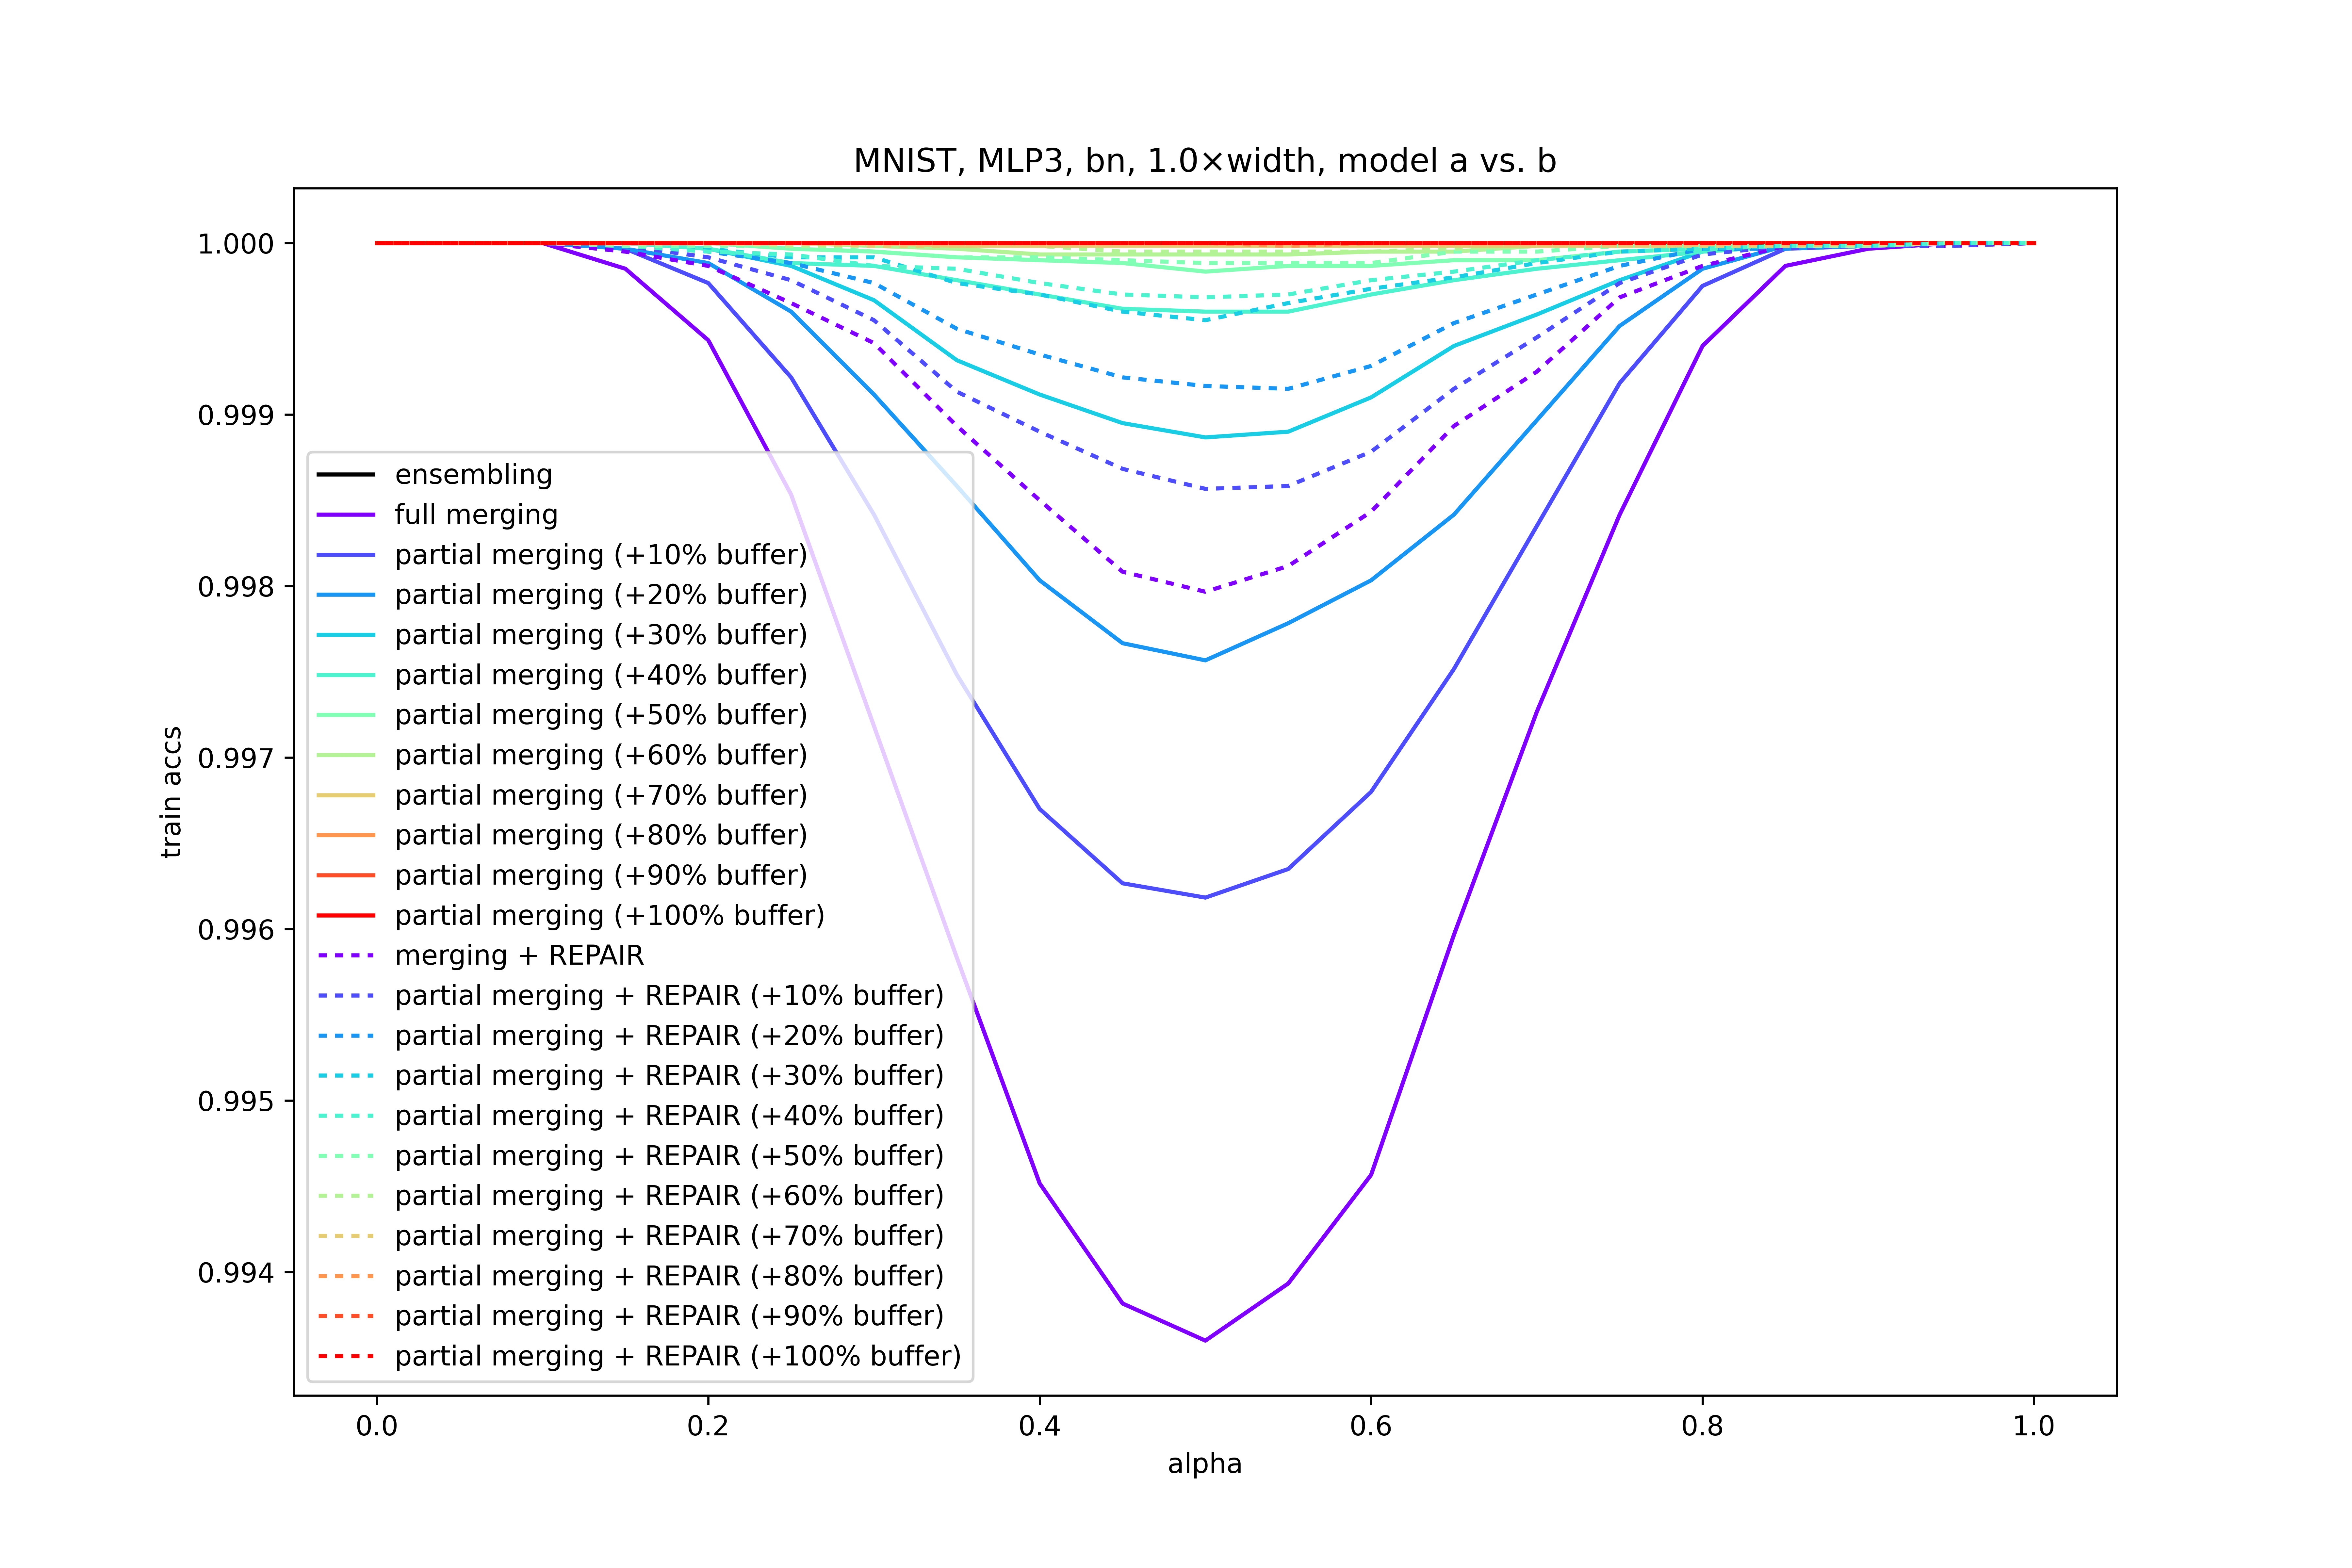 MNIST, MLP3, bn, 1.0×width, model a vs. b
train accs
1.000
0.999
0.998
0.997
0.996
0.995
0.994
ensembling
full merging
partial merging (+10% buffer)
partial merging (+20% buffer)
partial merging (+30% buffer)
partial merging (+40% buffer)
partial merging (+50% buffer)
partial merging (+60% buffer)
partial merging (+70% buffer)
partial merging (+80% buffer)
partial merging (+90% buffer)
partial merging (+100% buffer)
merging + REPAIR
partial merging + REPAIR (+10% buffer)
partial merging + REPAIR (+20% buffer)
partial merging + REPAIR (+30% buffer)
partial merging + REPAIR (+40% buffer)
partial merging + REPAIR (+50% buffer)
partial merging + REPAIR (+60% buffer)
partial merging + REPAIR (+70% buffer)
partial merging + REPAIR (+80% buffer)
partial merging + REPAIR (+90% buffer)
partial merging + REPAIR (+100% buffer)
0.0 0.2 0.4 0.6 0.8 1.0
alpha